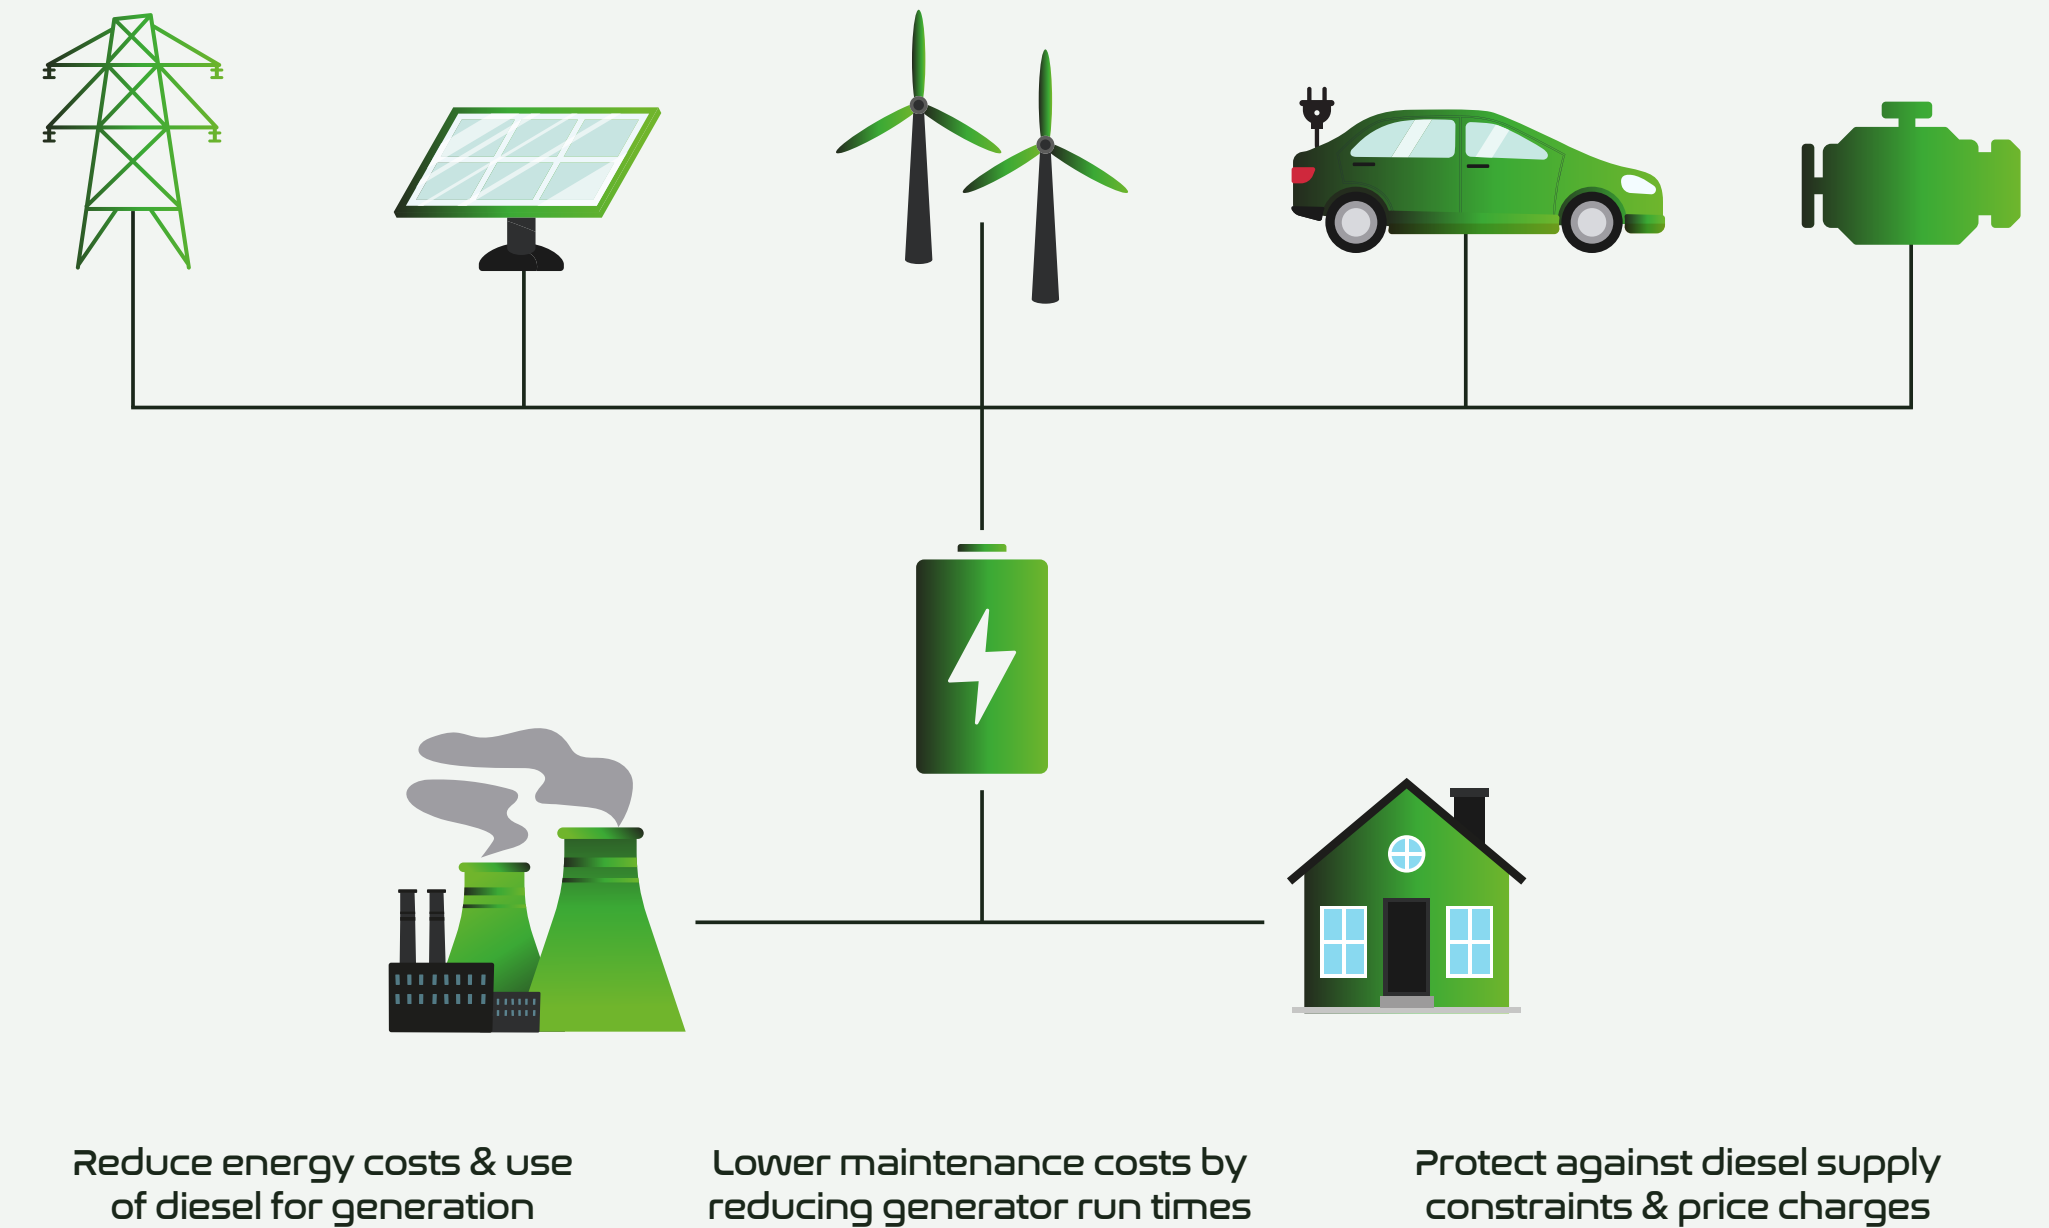 Reduce energy costs & use
of diesel for generation
Lower maintenance costs by
reducing generator run times
Protect against diesel supply
constraints & price charges